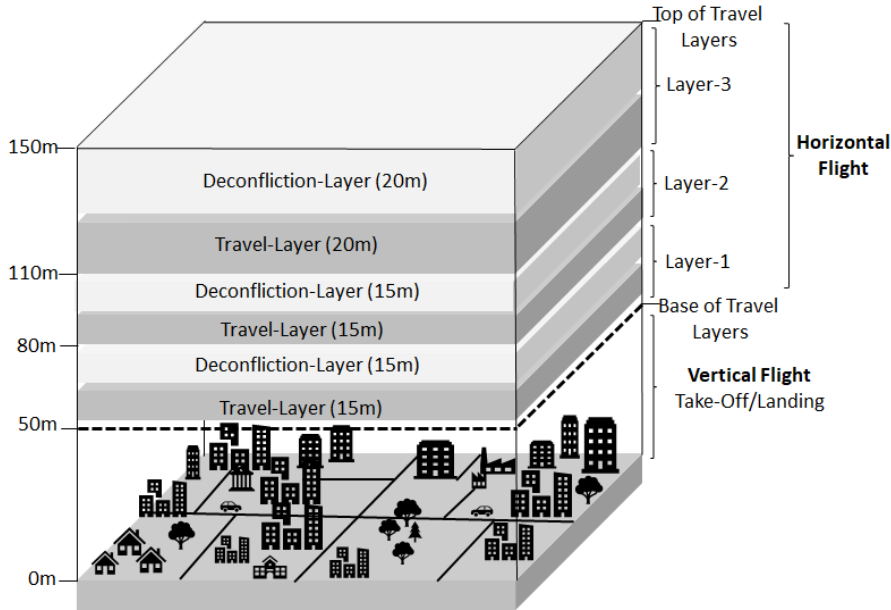 Top of Travel
Layers
Layer-3
150m
Horizontal
Flight
Deconfliction-Layer (20m)
Layer-2
Travel-Layer (20m)
Layer-1
110m
Deconfliction-Layer (15m)
Base of Travel
Layers
Travel-Layer (15m)
80m
Deconfliction-Layer (15m)
Vertical Flight
Take-Off/Landing
Travel-Layer (15m)
50m
0m